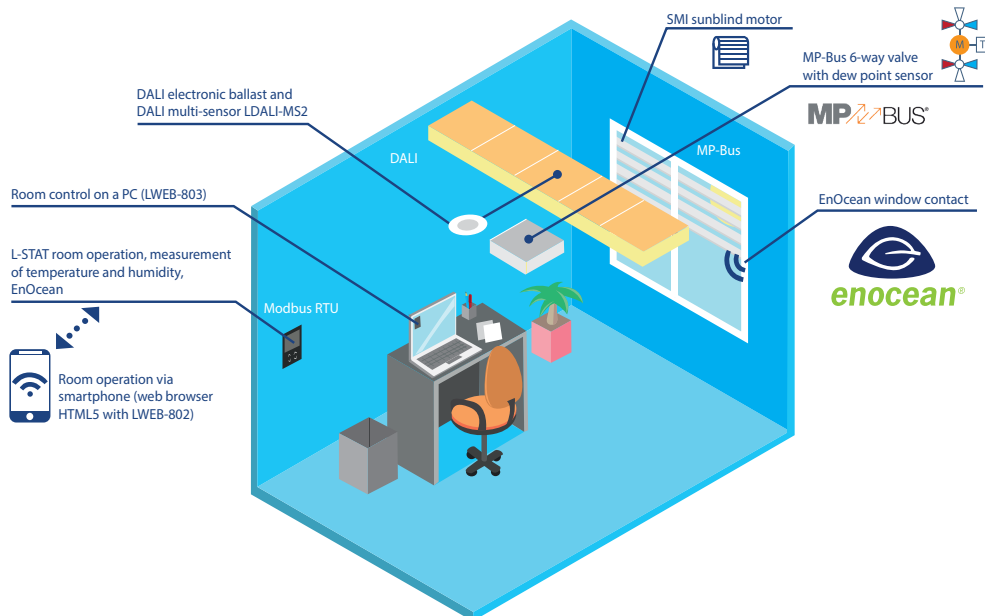 SMI sunblind motor
M
T
MP-Bus 6-way valve
with dew point sensor
DALI electronic ballast and
DALI multi-sensor LDALI-MS2
MP BUS®
DALI
MP-Bus
Room control on a PC (LWEB-803)
EnOcean window contact
L-STAT room operation, measurement
of temperature and humidity,
EnOcean
enocean®
Modbus RTU
Room operation via
smartphone (web browser
HTML5 with LWEB-802)